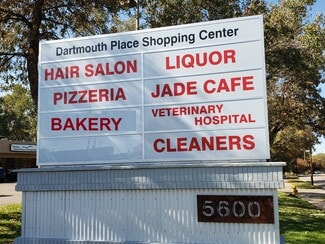 Dartmouth Place Shopping Center
HAIR SALON
PIZZERIA
BAKERY
LIQUOR
JADE CAFE
VETERINARY
HOSPITAL
CLEANERS
5600